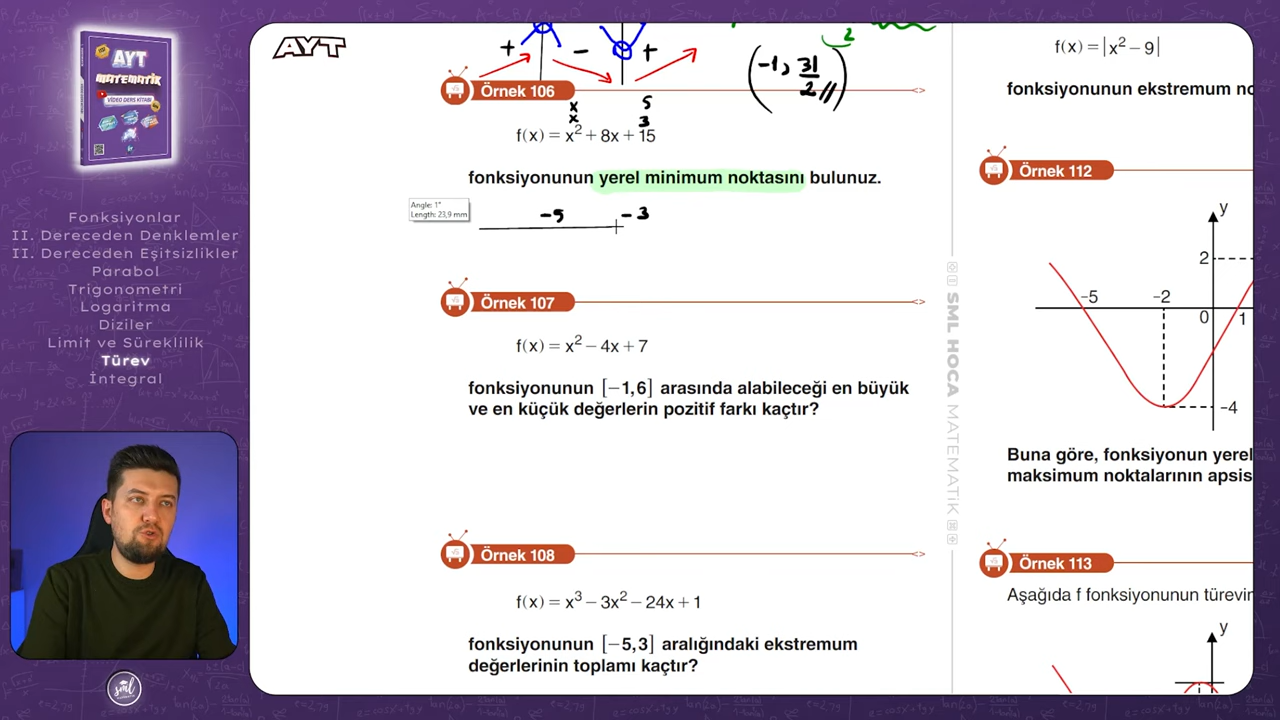 AYT
MATEMATİK
VİDEO DERS KİTABI
Fonksiyonlar
II. Dereceden Denklemler
II. Dereceden Eşitsizlikler
Parabol
Trigonometri
Logaritma
Diziler
Limit ve Süreklilik
Türev
İntegral
sml
AYT
+ − +
2
(-1, 31/2)
Örnek 106
x 5
x 3
f(x) = x² + 8x + 15
fonksiyonunun yerel minimum noktasını bulunuz.
Angle: 1°
Length: 23,9 mm
-5 -3
Örnek 107
f(x) = x² − 4x + 7
fonksiyonunun [−1,6] arasında alabileceği en büyük
ve en küçük değerlerin pozitif farkı kaçtır?
Örnek 108
f(x) = x³ − 3x² − 24x + 1
fonksiyonunun [−5,3] aralığındaki ekstremum
değerlerinin toplamı kaçtır?
SML HOCA MATEMATİK
f(x) = |x² − 9|
fonksiyonunun ekstremum no
Örnek 112
y
2
−5 −2 0 1
−4
Buna göre, fonksiyonun yerel
maksimum noktalarının apsis
Örnek 113
Aşağıda f fonksiyonunun türevin
y